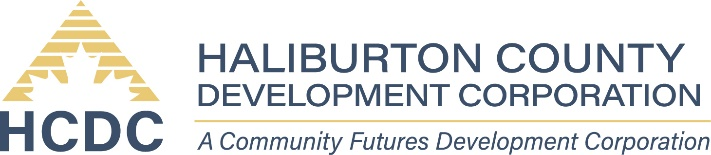 HCDC
HALIBURTON COUNTY
DEVELOPMENT CORPORATION
A Community Futures Development Corporation